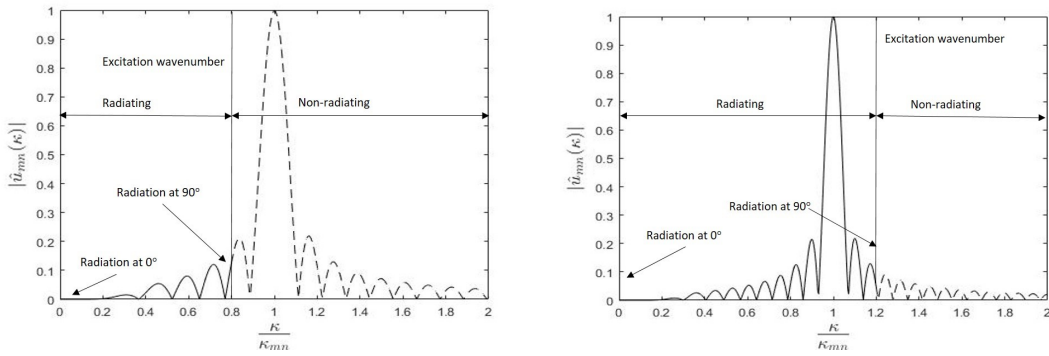 1
0.9
0.8
0.7
0.6
0.5
0.4
0.3
0.2
0.1
0
|û_mn(κ)|
Excitation wavenumber
Radiating
Non-radiating
Radiation at 90°
Radiation at 0°
0 0.2 0.4 0.6 0.8 1 1.2 1.4 1.6 1.8 2
κ
κ_mn
1
0.9
0.8
0.7
0.6
0.5
0.4
0.3
0.2
0.1
0
|û_mn(κ)|
Excitation wavenumber
Radiating
Non-radiating
Radiation at 90°
Radiation at 0°
0 0.2 0.4 0.6 0.8 1 1.2 1.4 1.6 1.8 2
κ
κ_mn